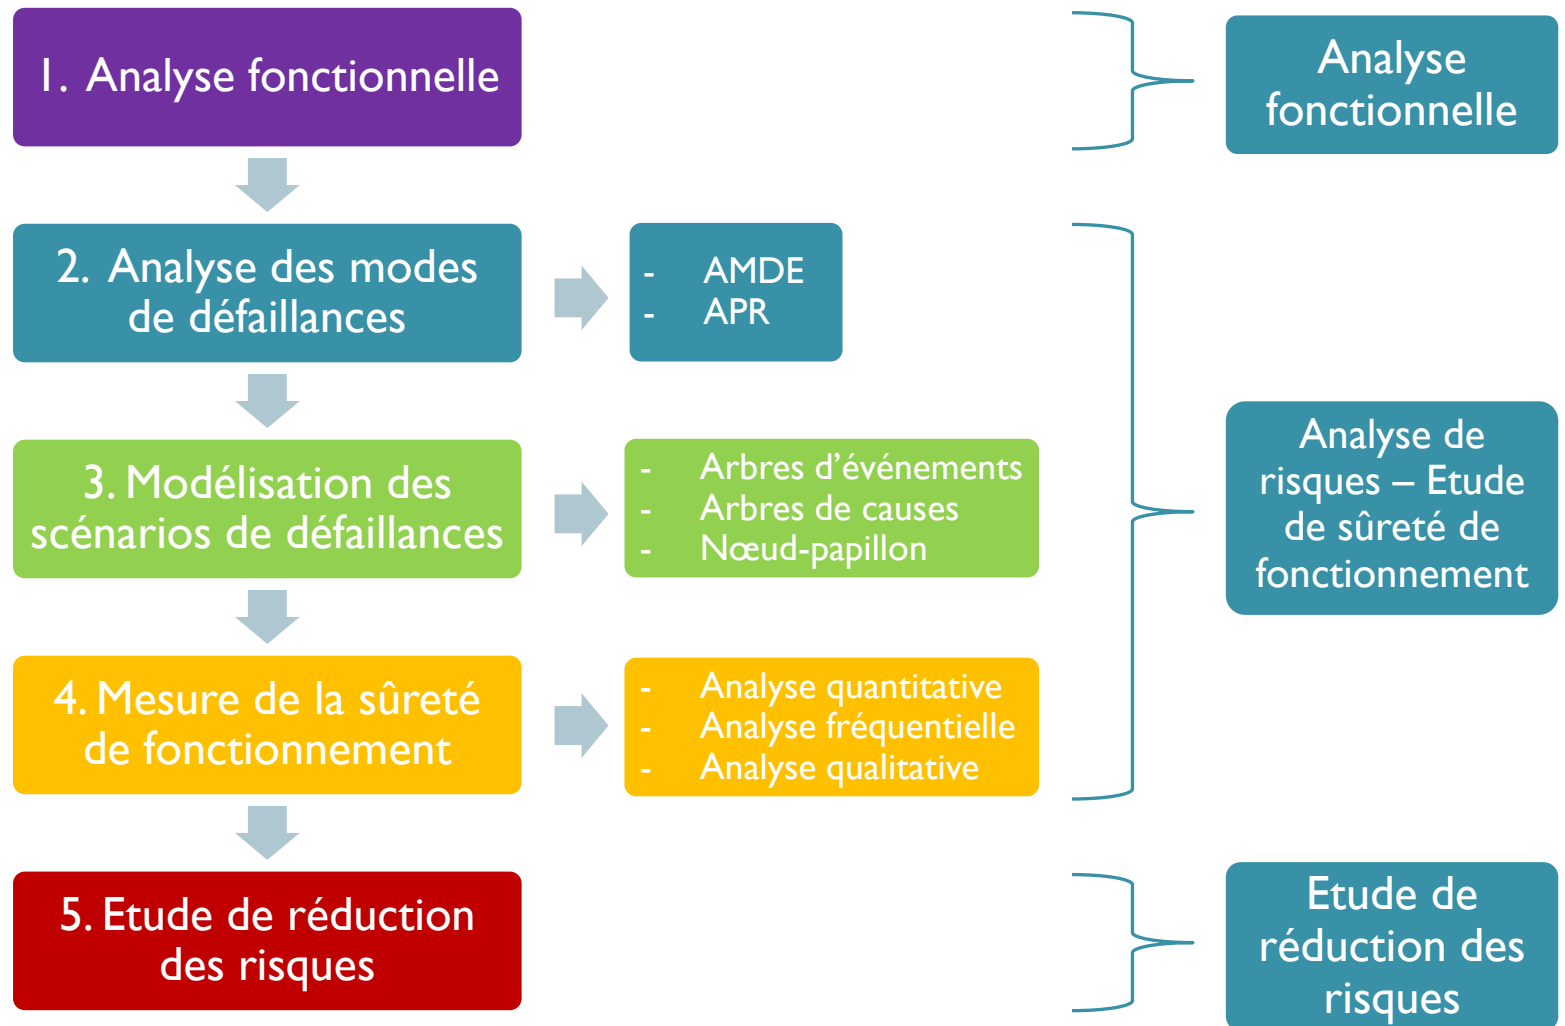 1. Analyse fonctionnelle
Analyse
fonctionnelle
2. Analyse des modes
de défaillances
- AMDE
- APR
3. Modélisation des
scénarios de défaillances
- Arbres d’événements
- Arbres de causes
- Nœud-papillon
Analyse de
risques – Etude
de sûreté de
fonctionnement
4. Mesure de la sûreté
de fonctionnement
- Analyse quantitative
- Analyse fréquentielle
- Analyse qualitative
5. Etude de réduction
des risques
Etude de
réduction des
risques